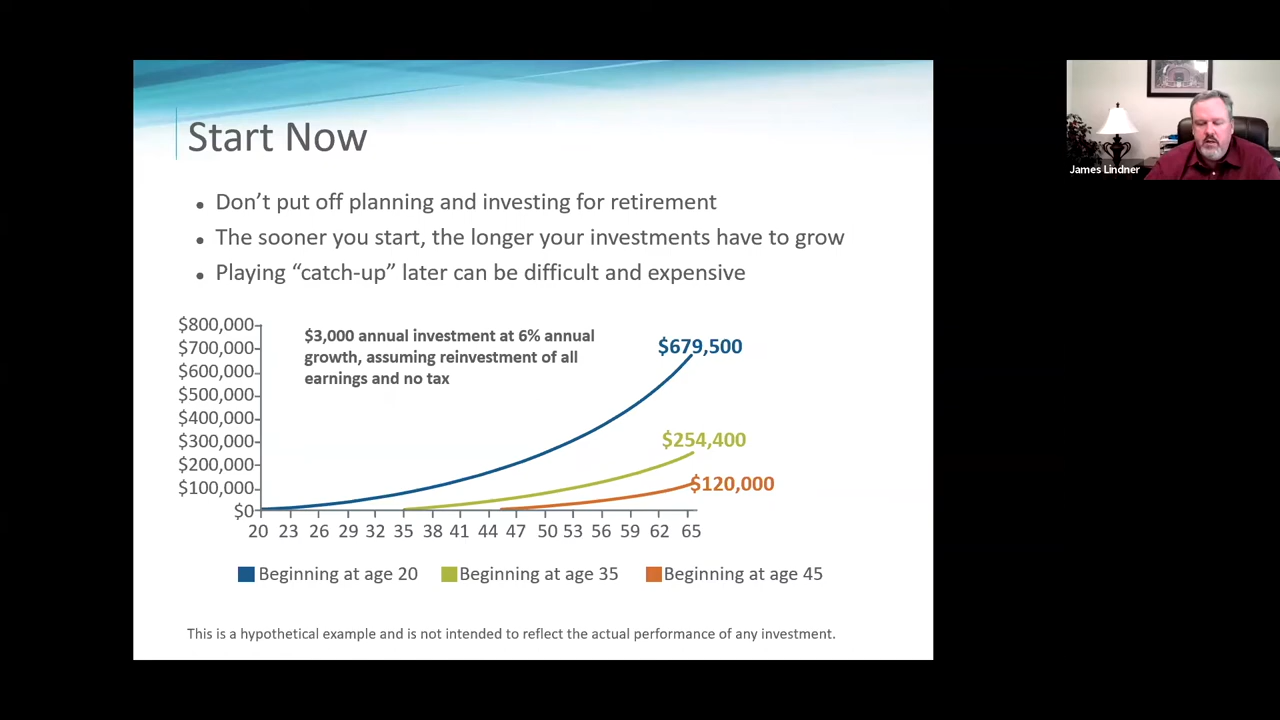 Start Now
• Don’t put off planning and investing for retirement
• The sooner you start, the longer your investments have to grow
• Playing “catch-up” later can be difficult and expensive
$800,000
$700,000
$600,000
$500,000
$400,000
$300,000
$200,000
$100,000
$0
$3,000 annual investment at 6% annual
growth, assuming reinvestment of all
earnings and no tax
$679,500
$254,400
$120,000
20 23 26 29 32 35 38 41 44 47 50 53 56 59 62 65
Beginning at age 20 Beginning at age 35 Beginning at age 45
This is a hypothetical example and is not intended to reflect the actual performance of any investment.
James Lindner